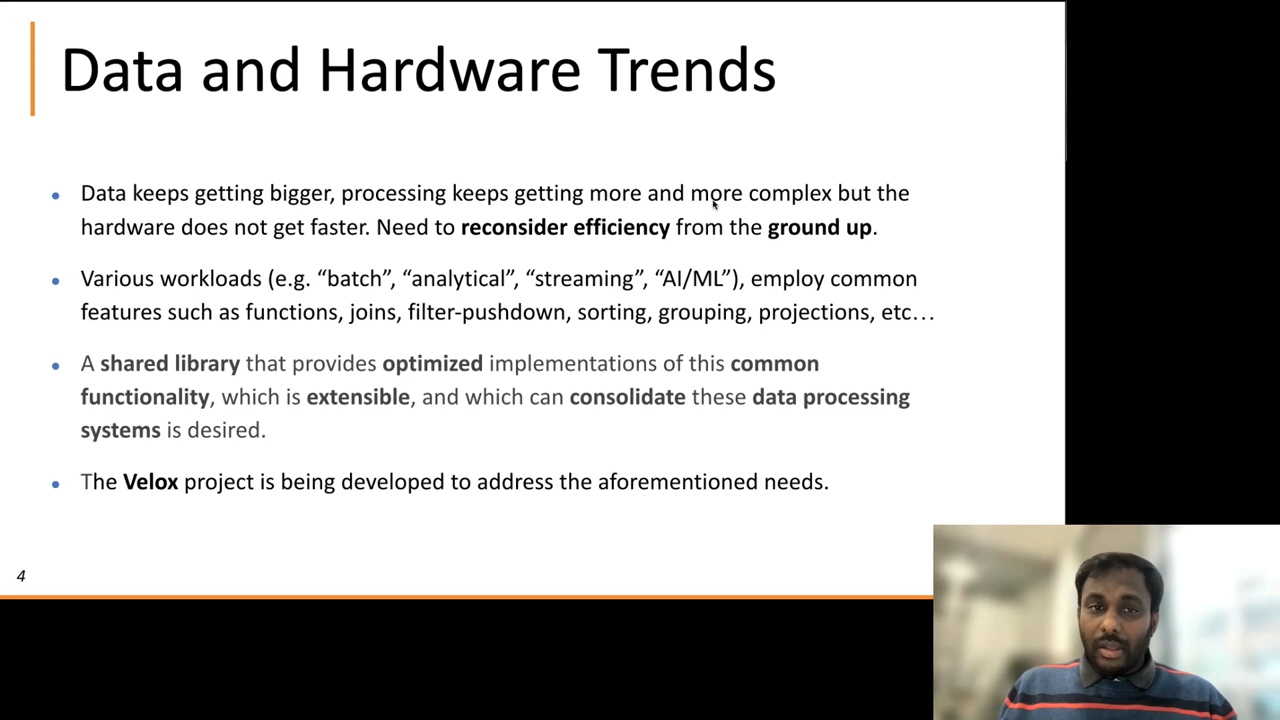 Data and Hardware Trends
Data keeps getting bigger, processing keeps getting more and more complex but the
hardware does not get faster. Need to reconsider efficiency from the ground up.
Various workloads (e.g. “batch”, “analytical”, “streaming”, “AI/ML”), employ common
features such as functions, joins, filter-pushdown, sorting, grouping, projections, etc…
A shared library that provides optimized implementations of this common
functionality, which is extensible, and which can consolidate these data processing
systems is desired.
The Velox project is being developed to address the aforementioned needs.
4